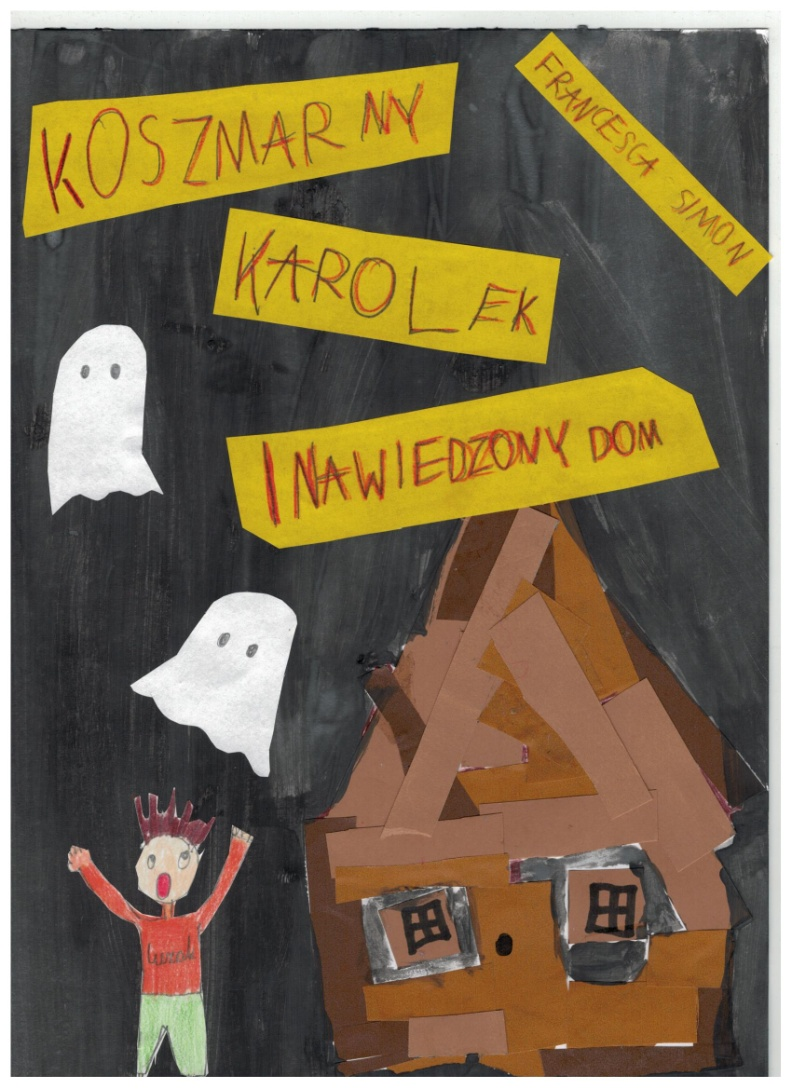 KOSZMARNY
FRANCESCA SIMON
KAROLEK
I NAWIEDZONY DOM